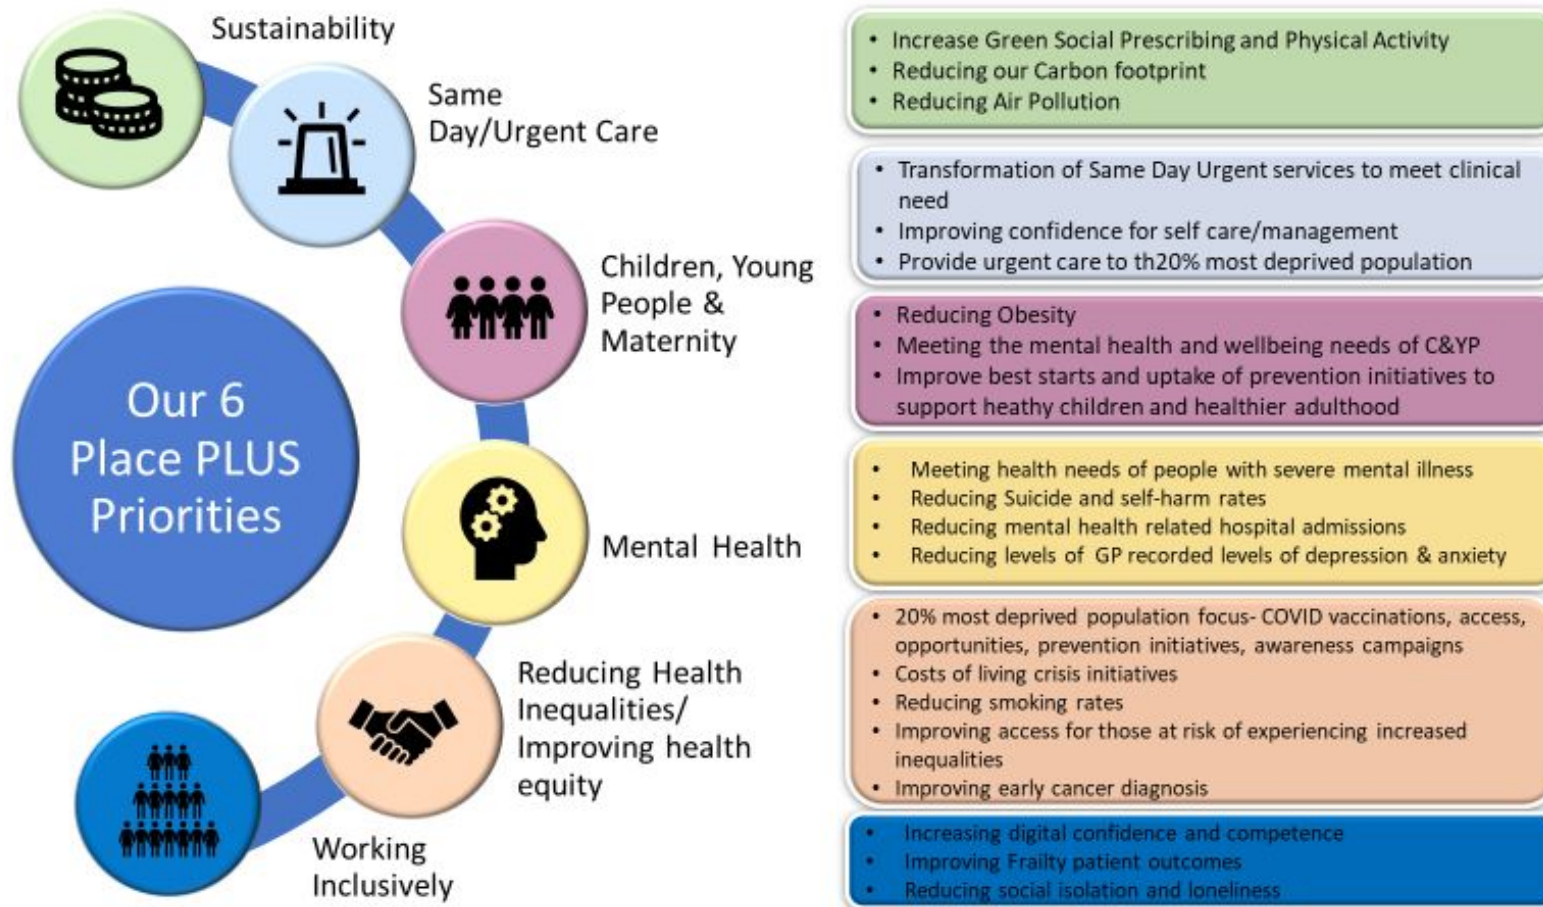 Sustainability
Same
Day/Urgent Care
Children, Young
People &
Maternity
Our 6
Place PLUS
Priorities
Mental Health
Reducing Health
Inequalities/
Improving health
equity
Working
Inclusively
• Increase Green Social Prescribing and Physical Activity
• Reducing our Carbon footprint
• Reducing Air Pollution
• Transformation of Same Day Urgent services to meet clinical
need
• Improving confidence for self care/management
• Provide urgent care to th20% most deprived population
• Reducing Obesity
• Meeting the mental health and wellbeing needs of C&YP
• Improve best starts and uptake of prevention initiatives to
support heathy children and healthier adulthood
• Meeting health needs of people with severe mental illness
• Reducing Suicide and self-harm rates
• Reducing mental health related hospital admissions
• Reducing levels of GP recorded levels of depression & anxiety
• 20% most deprived population focus- COVID vaccinations, access,
opportunities, prevention initiatives, awareness campaigns
• Costs of living crisis initiatives
• Reducing smoking rates
• Improving access for those at risk of experiencing increased
inequalities
• Improving early cancer diagnosis
• Increasing digital confidence and competence
• Improving Frailty patient outcomes
• Reducing social isolation and loneliness